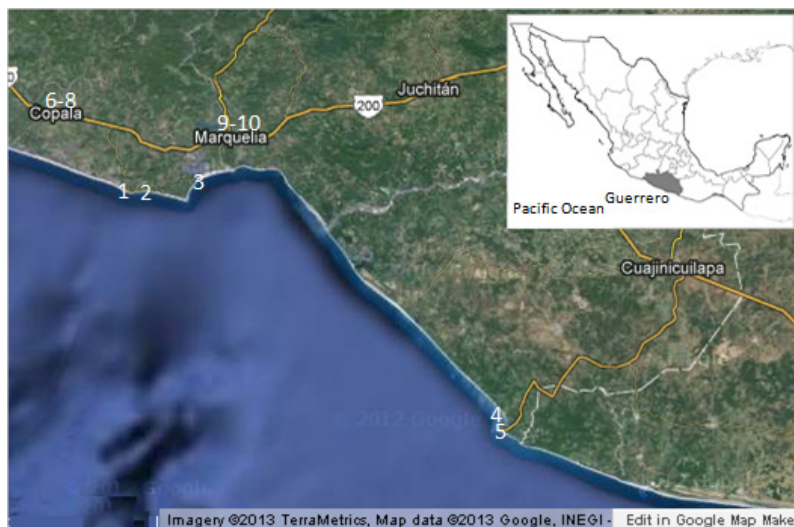 6-8
Copala
9-10
Marquelia
200
Juchitán
1
2
3
Guerrero
Pacific Ocean
Cuajinicuilapa
4
5
© 2012 Google
Imagery ©2013 TerraMetrics, Map data ©2013 Google, INEGI -
Edit in Google Map Make